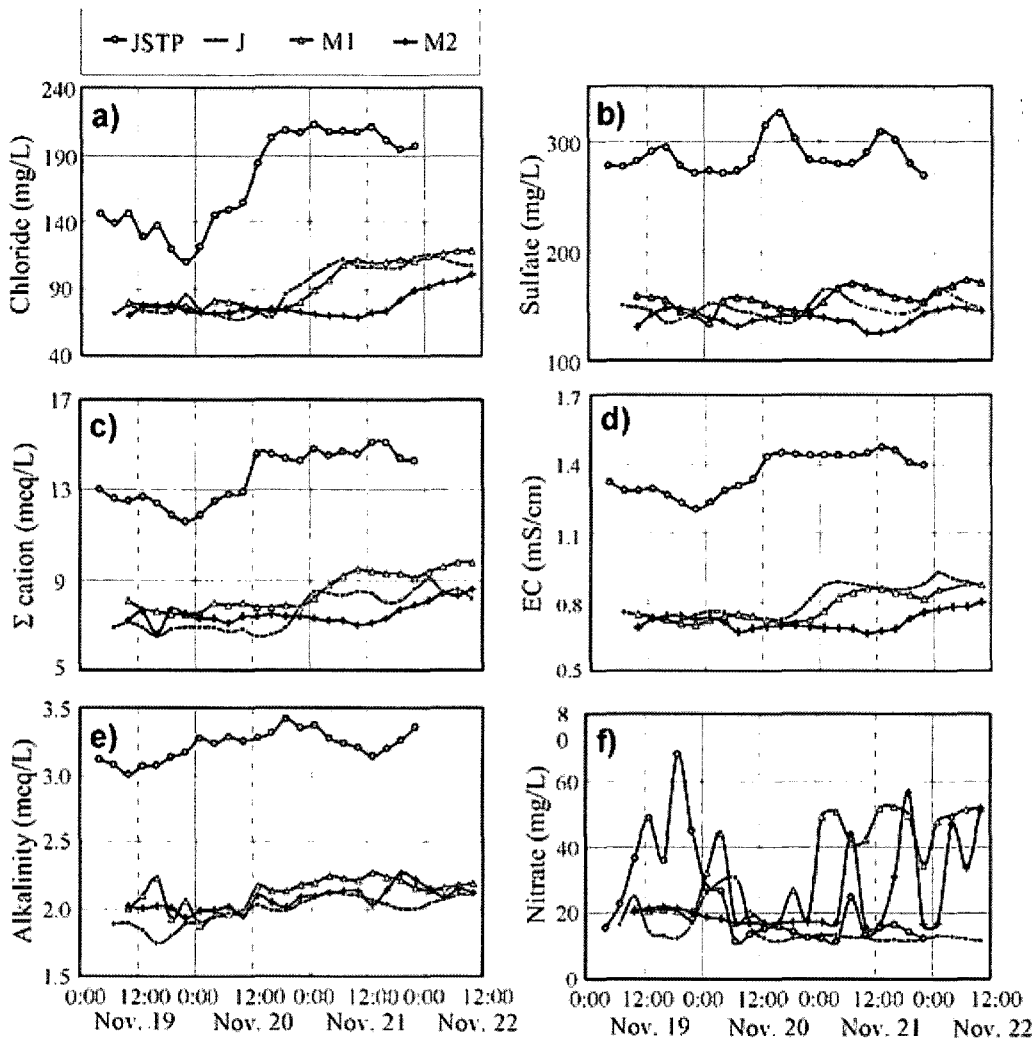 JSTP J M1 M2
a)
Chloride (mg/L)
240
190
140
90
40
b)
Sulfate (mg/L)
300
200
100
c)
Σ cation (meq/L)
17
13
9
5
d)
EC (mS/cm)
1.7
1.4
1.1
0.8
0.5
e)
Alkalinity (meq/L)
3.5
3.0
2.5
2.0
1.5
f)
Nitrate (mg/L)
8
0
60
40
20
0
0:00 12:00 0:00 12:00 0:00 12:00 0:00 12:00
Nov. 19 Nov. 20 Nov. 21 Nov. 22
0:00 12:00 0:00 12:00 0:00 12:00 0:00 12:00
Nov. 19 Nov. 20 Nov. 21 Nov. 22